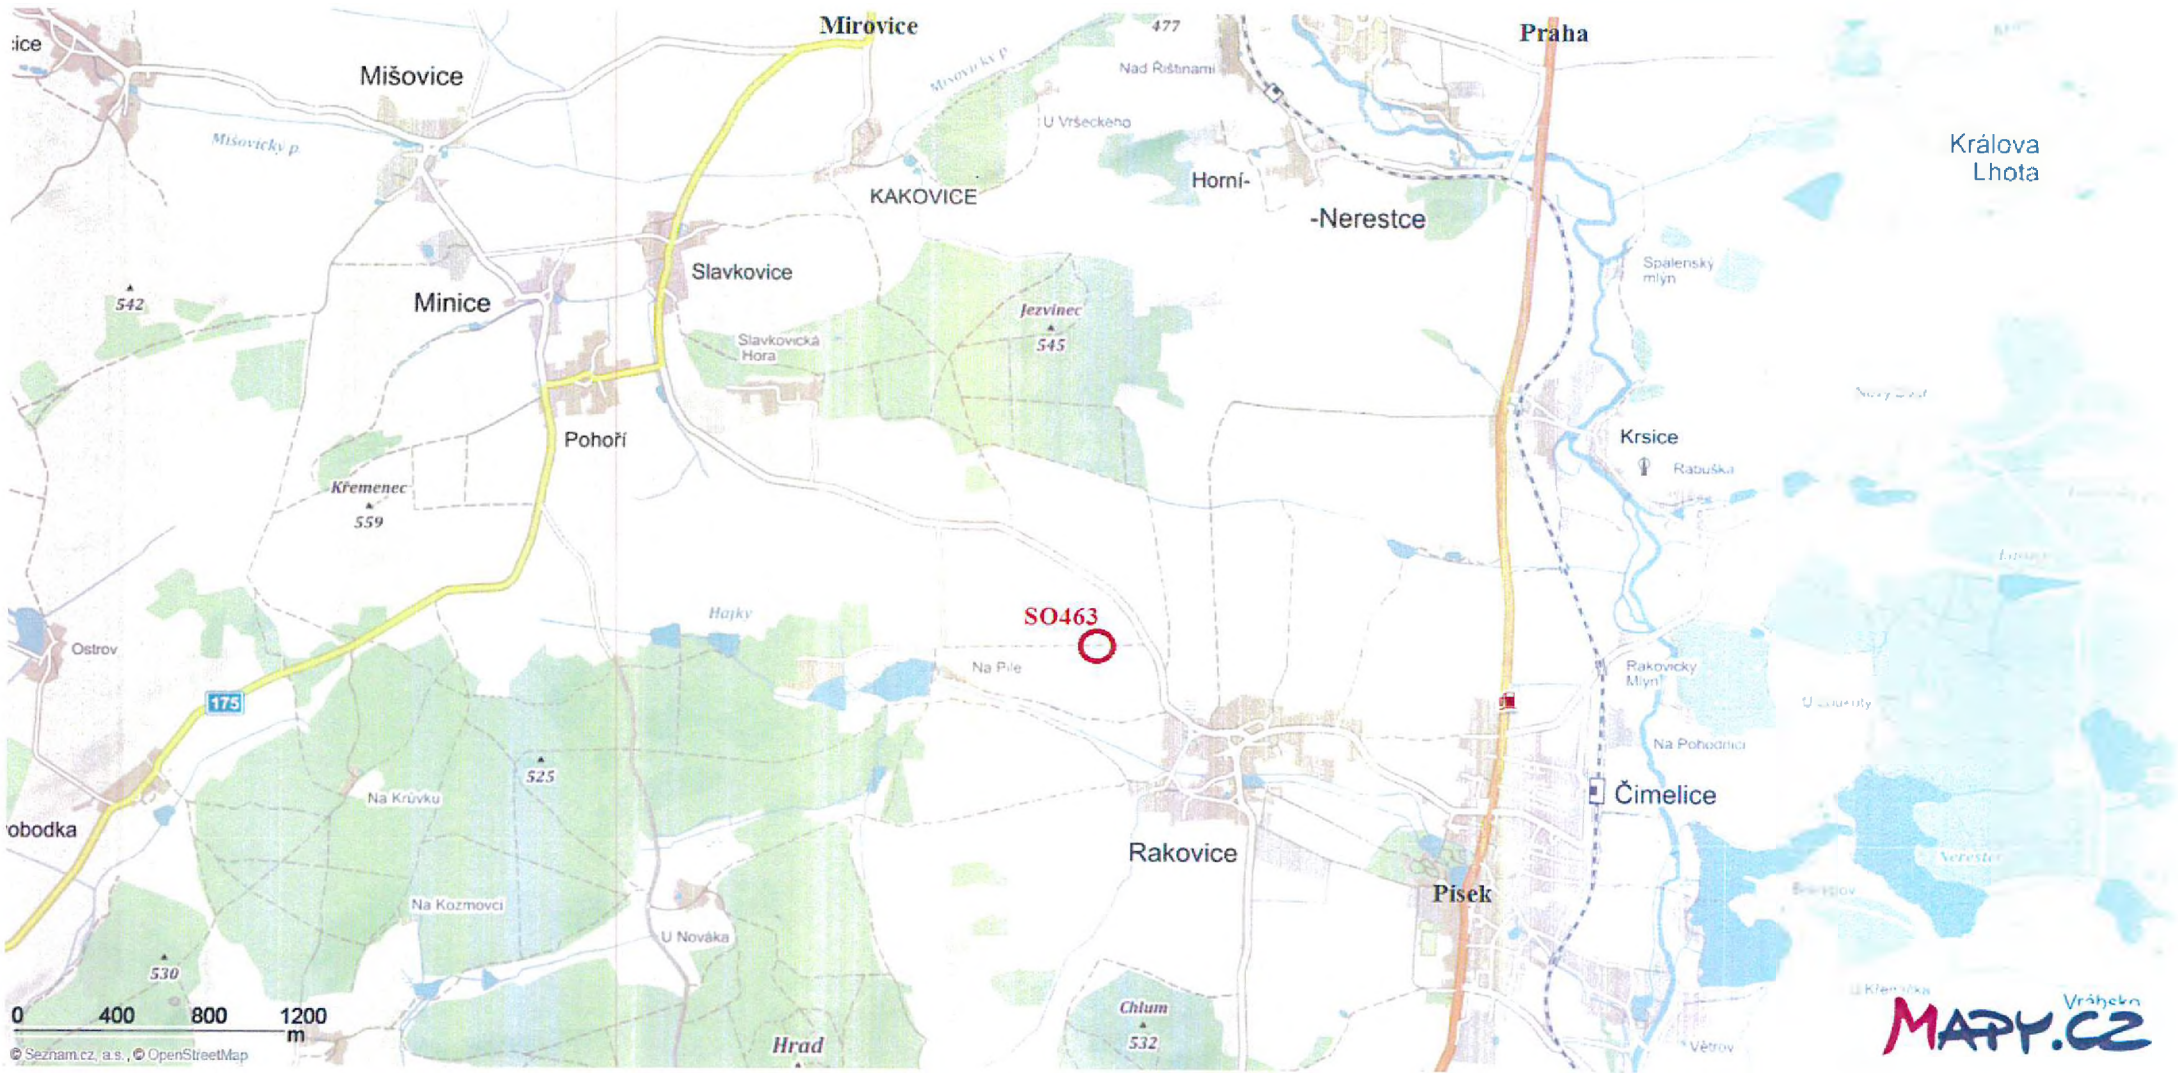 Mirovice
477
Praha
Mišovice
Nad Řištinami
Mišovický p.
U Vršeckého
Mišovický p.
Králova
Lhota
KAKOVICE
Horní-
-Nerestce
Slavkovice
Spálenský
mlýn
542
Minice
Jezvinec
545
Slavkovická
Hora
Pohoří
Krsice
Rabuška
Křemenec
559
SO463
Hajky
Ostrov
Na Pile
Rakovický
Mlýn
175
Na Pohodnici
525
Na Krůvku
Čimelice
obodka
Rakovice
Nerestec
Písek
Na Kozmovci
U Nováka
530
0 400 800 1200
m
Chlum
532
Hrad
Větrov
MAPY.CZ
© Seznam.cz, a.s., © OpenStreetMap